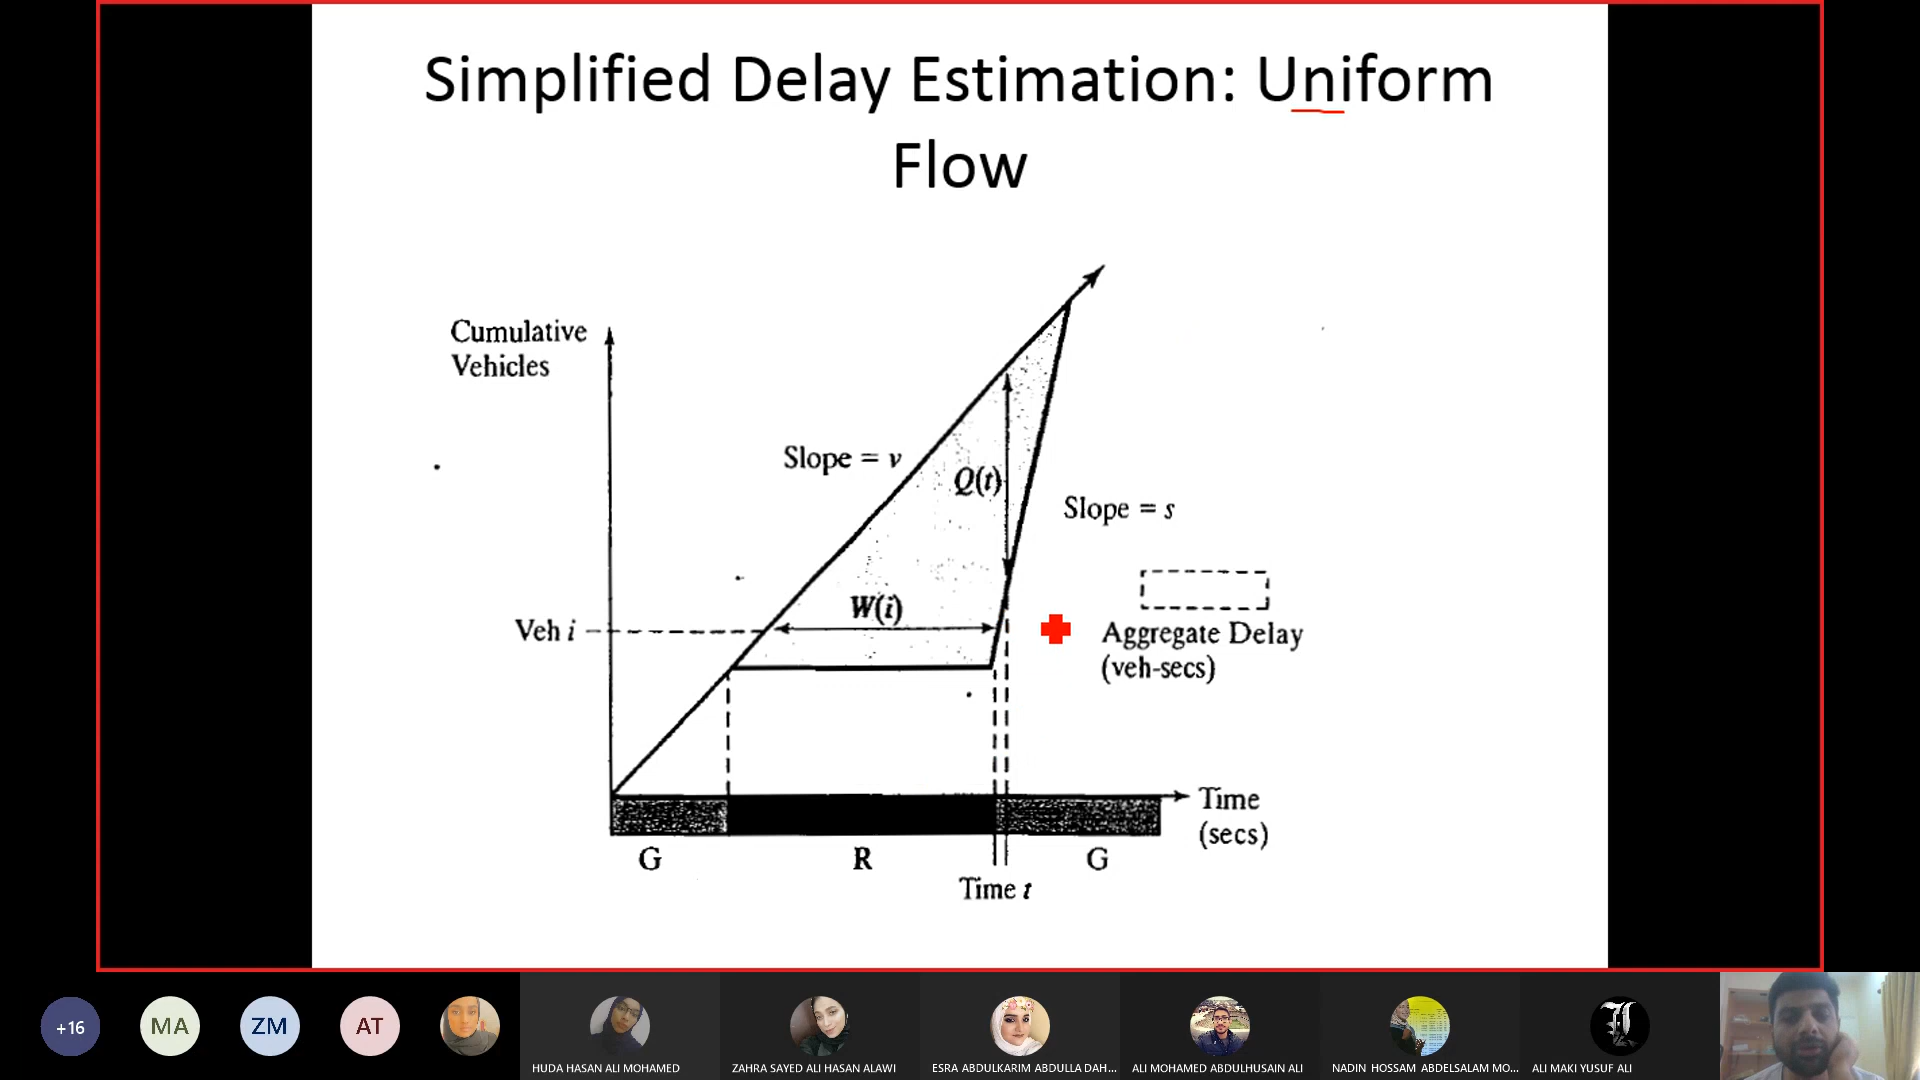 Simplified Delay Estimation: Uniform
Flow
Cumulative
Vehicles
Slope = v
Q(t)
Slope = s
W(i)
Veh i
Aggregate Delay
(veh-secs)
Time
(secs)
G
R
G
Time t
+16
MA
ZM
AT
HUDA HASAN ALI MOHAMED
ZAHRA SAYED ALI HASAN ALAWI
ESRA ABDULKARIM ABDULLA DAH...
ALI MOHAMED ABDULHUSAIN ALI
NADIN HOSSAM ABDELSALAM MO...
ALI MAKI YUSUF ALI